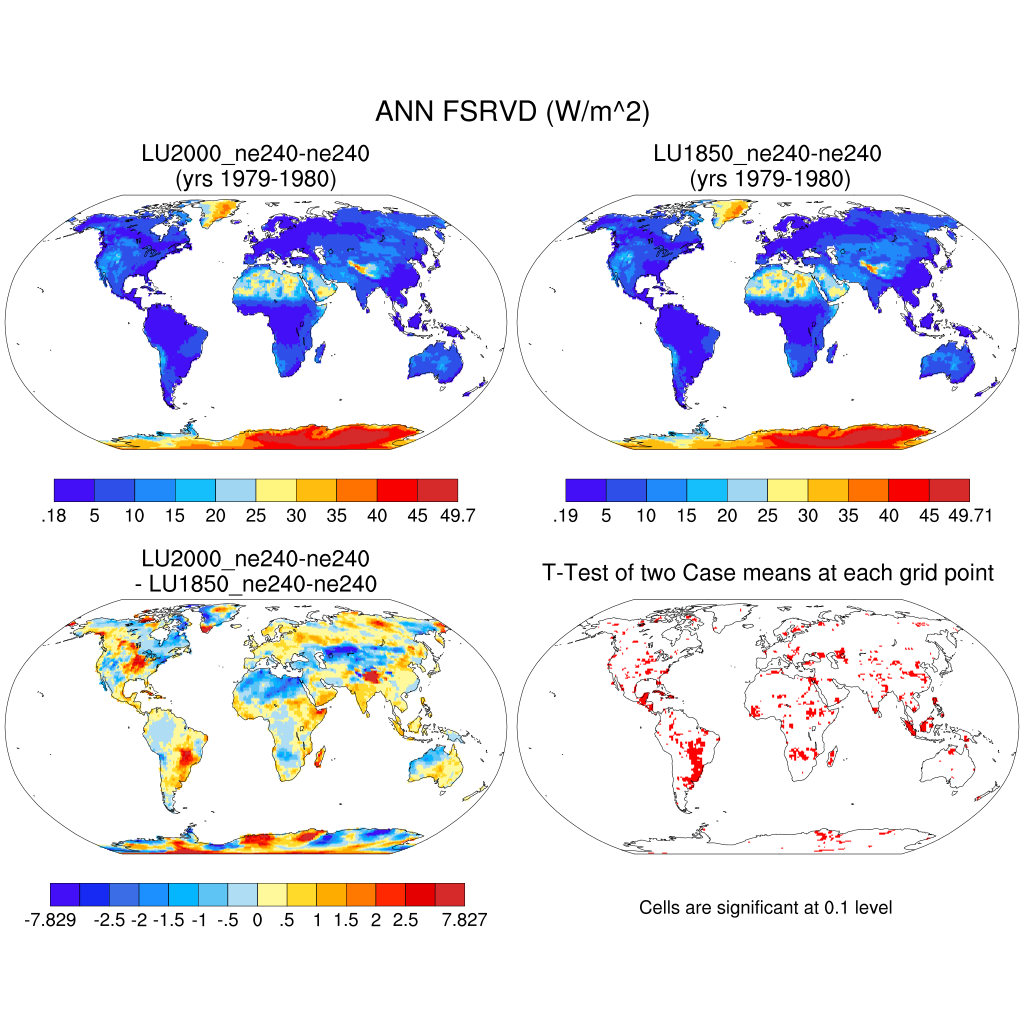 ANN FSRVD (W/m^2)
LU2000_ne240-ne240
(yrs 1979-1980)
LU1850_ne240-ne240
(yrs 1979-1980)
.18 5 10 15 20 25 30 35 40 45 49.7
.19 5 10 15 20 25 30 35 40 45 49.71
LU2000_ne240-ne240
- LU1850_ne240-ne240
T-Test of two Case means at each grid point
-7.829 -2.5 -2 -1.5 -1 -.5 0 .5 1 1.5 2 2.5 7.827
Cells are significant at 0.1 level